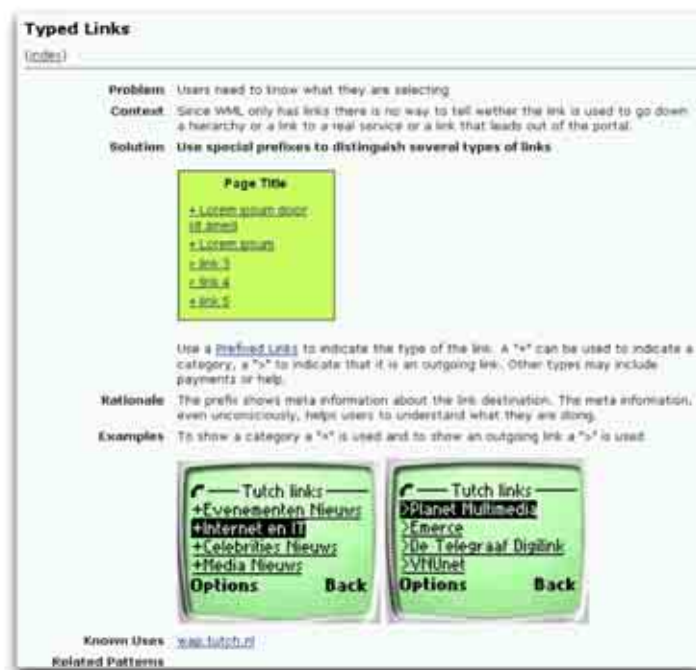 Typed Links
(index)
Problem Users need to know what they are selecting
Context Since WML only has links there is no way to tell wether the link is used to go down
a hierarchy or a link to a real service or a link that leads out of the portal.
Solution Use special prefixes to distinguish several types of links
Page Title
+ Lorem ipsum door
sit amed
+ Lorem ipsum
> link 3
> link 4
+ link 5
Use a Prefixed Links to indicate the type of the link. A "+" can be used to indicate a
category, a ">" to indicate that it is an outgoing link. Other types may include
payments or help.
Rationale The prefix shows meta information about the link destination. The meta information,
even unconsciously, helps users to understand what they are doing.
Examples To show a category a "+" is used and to show an outgoing link a ">" is used
Tutch links
+Evenementen Nieuws
+Internet en IT
+Celebrities Nieuws
+Media Nieuws
Options Back
Tutch links
>Planet Multimedia
>Emerce
>De Telegraaf Digilink
>VNUnet
Options Back
Known Uses wap.tutch.nl
Related Patterns